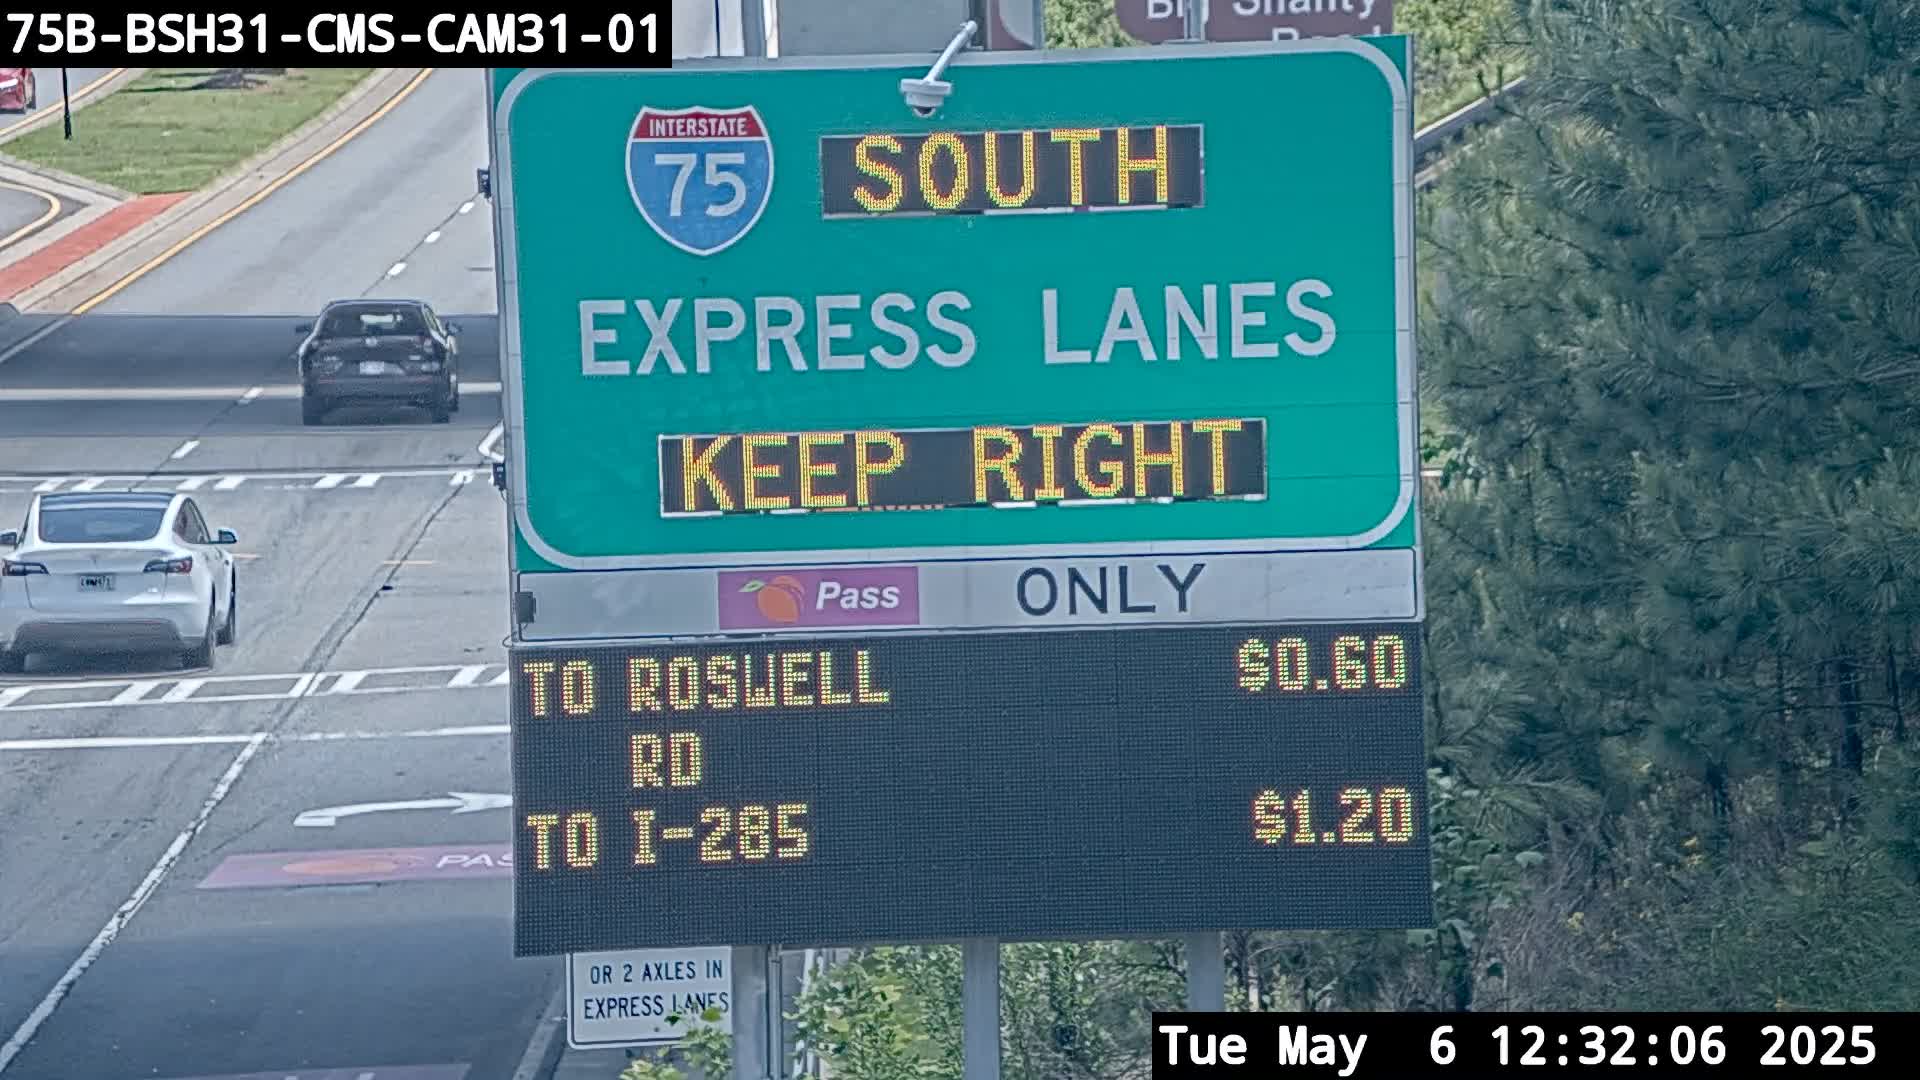 75B-BSH31-CMS-CAM31-01
Shanty
INTERSTATE
75
SOUTH
EXPRESS LANES
KEEP RIGHT
Pass ONLY
TO ROSWELL $0.60
RD
TO I-285 $1.20
OR 2 AXLES IN
EXPRESS LANES
Tue May 6 12:32:06 2025